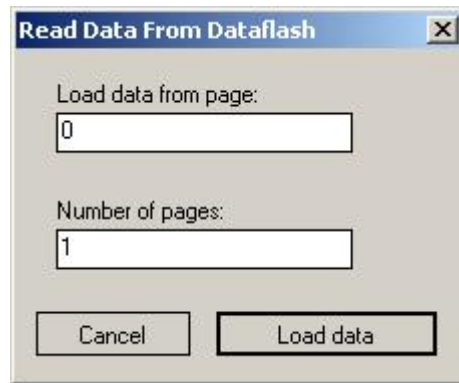 Read Data From Dataflash
Load data from page:
0
Number of pages:
1
Cancel
Load data